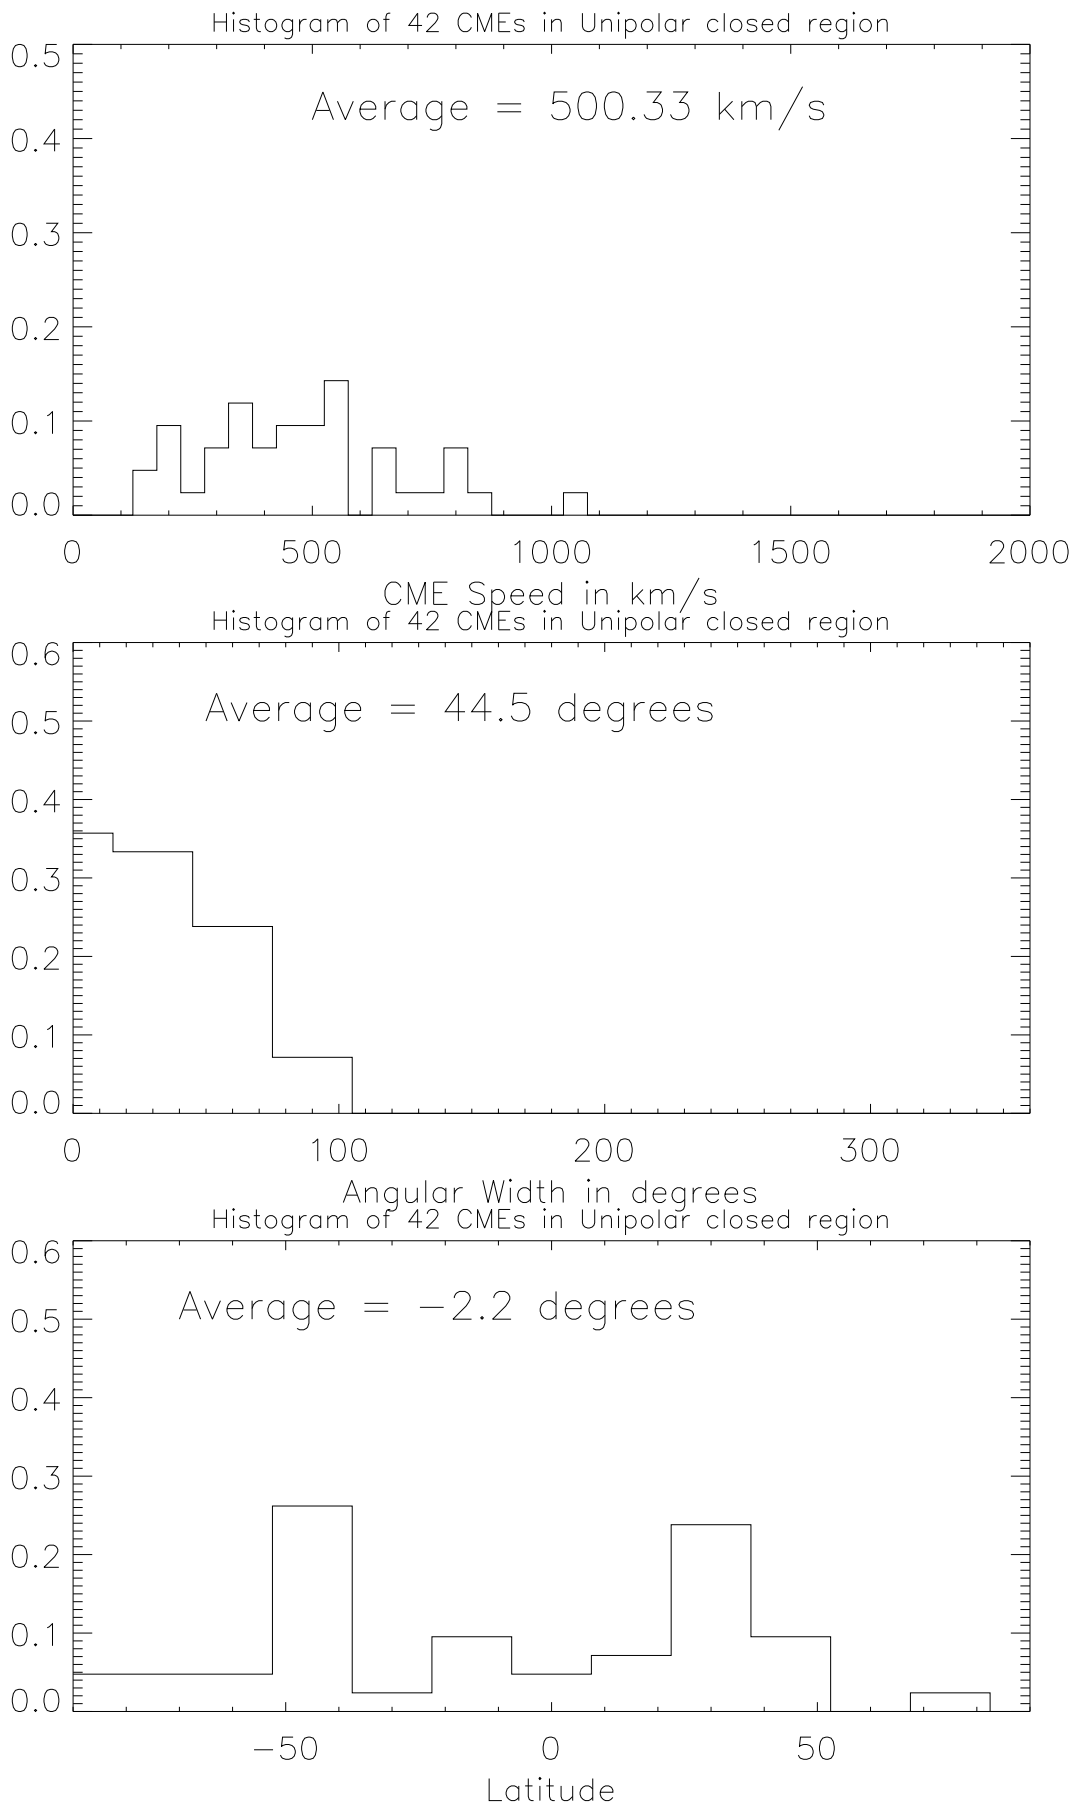 Histogram of 42 CMEs in Unipolar closed region
0.5
Average = 500.33 km/s
0.4
0.3
0.2
0.1
0.0
0 500 1000 1500 2000
CME Speed in km/s
Histogram of 42 CMEs in Unipolar closed region
0.6
Average = 44.5 degrees
0.5
0.4
0.3
0.2
0.1
0.0
0 100 200 300
Angular Width in degrees
Histogram of 42 CMEs in Unipolar closed region
0.6
Average = −2.2 degrees
0.5
0.4
0.3
0.2
0.1
0.0
−50 0 50
Latitude